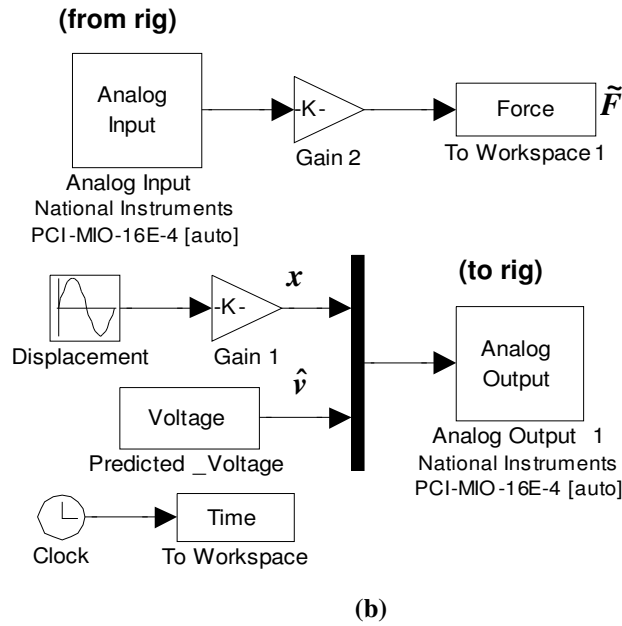 (from rig)
Analog
Input
-K-
Force
F̃
Gain 2
To Workspace 1
Analog Input
National Instruments
PCI-MIO-16E-4 [auto]
x
(to rig)
-K-
Displacement
Gain 1
Analog
Output
v̂
Voltage
Predicted _Voltage
Analog Output 1
National Instruments
PCI-MIO-16E-4 [auto]
Time
Clock
To Workspace
(b)